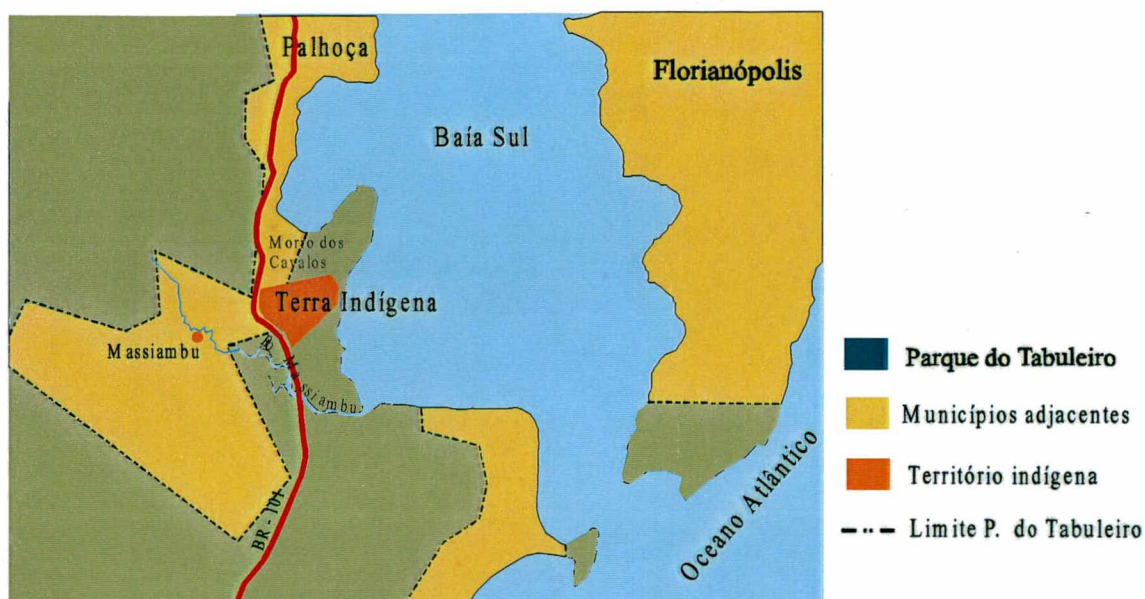 Palhoça
Florianópolis
Baía Sul
Morro dos
Cavalos
Terra Indígena
Massiambu
Massiambu
BR - 101
Oceano Atlântico
Parque do Tabuleiro
Municípios adjacentes
Território indígena
Limite P. do Tabuleiro